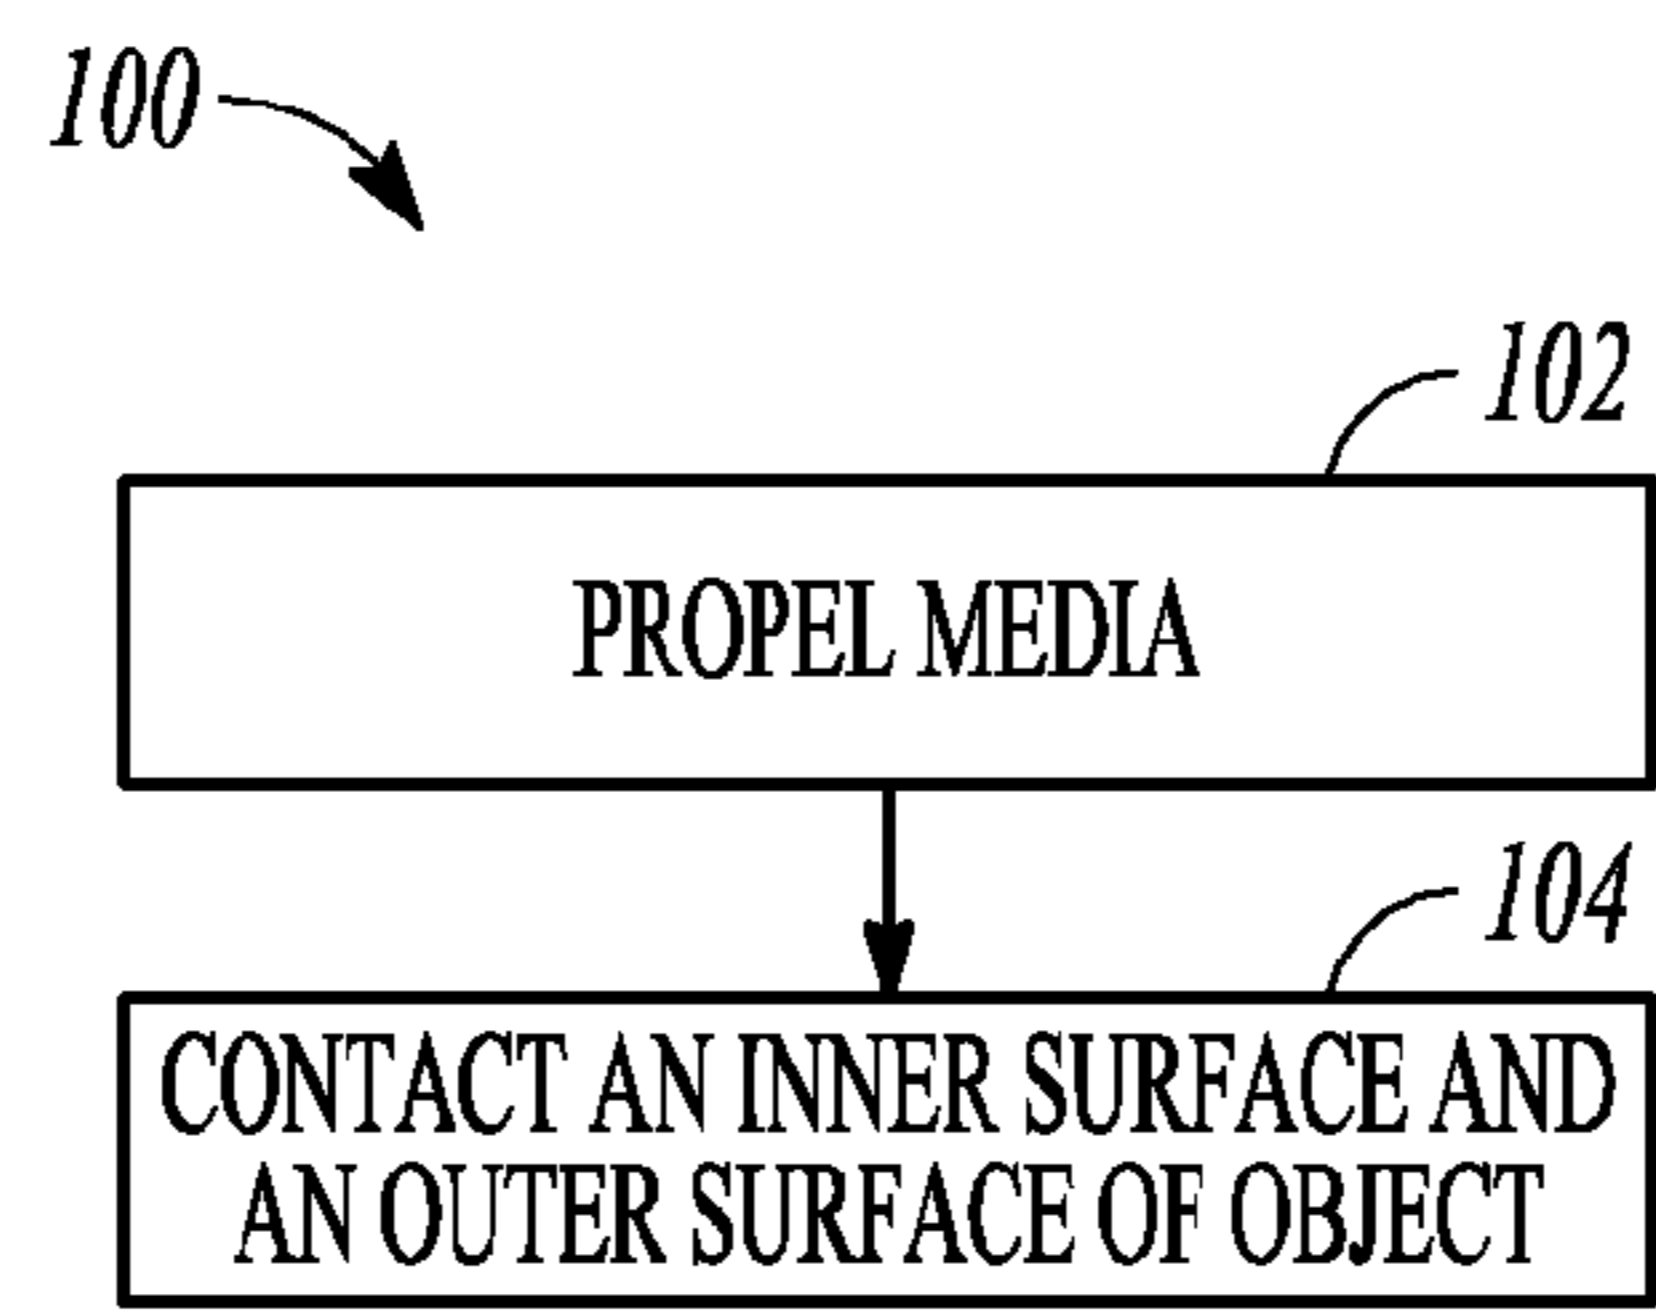 100
102
PROPEL MEDIA
104
CONTACT AN INNER SURFACE AND
AN OUTER SURFACE OF OBJECT